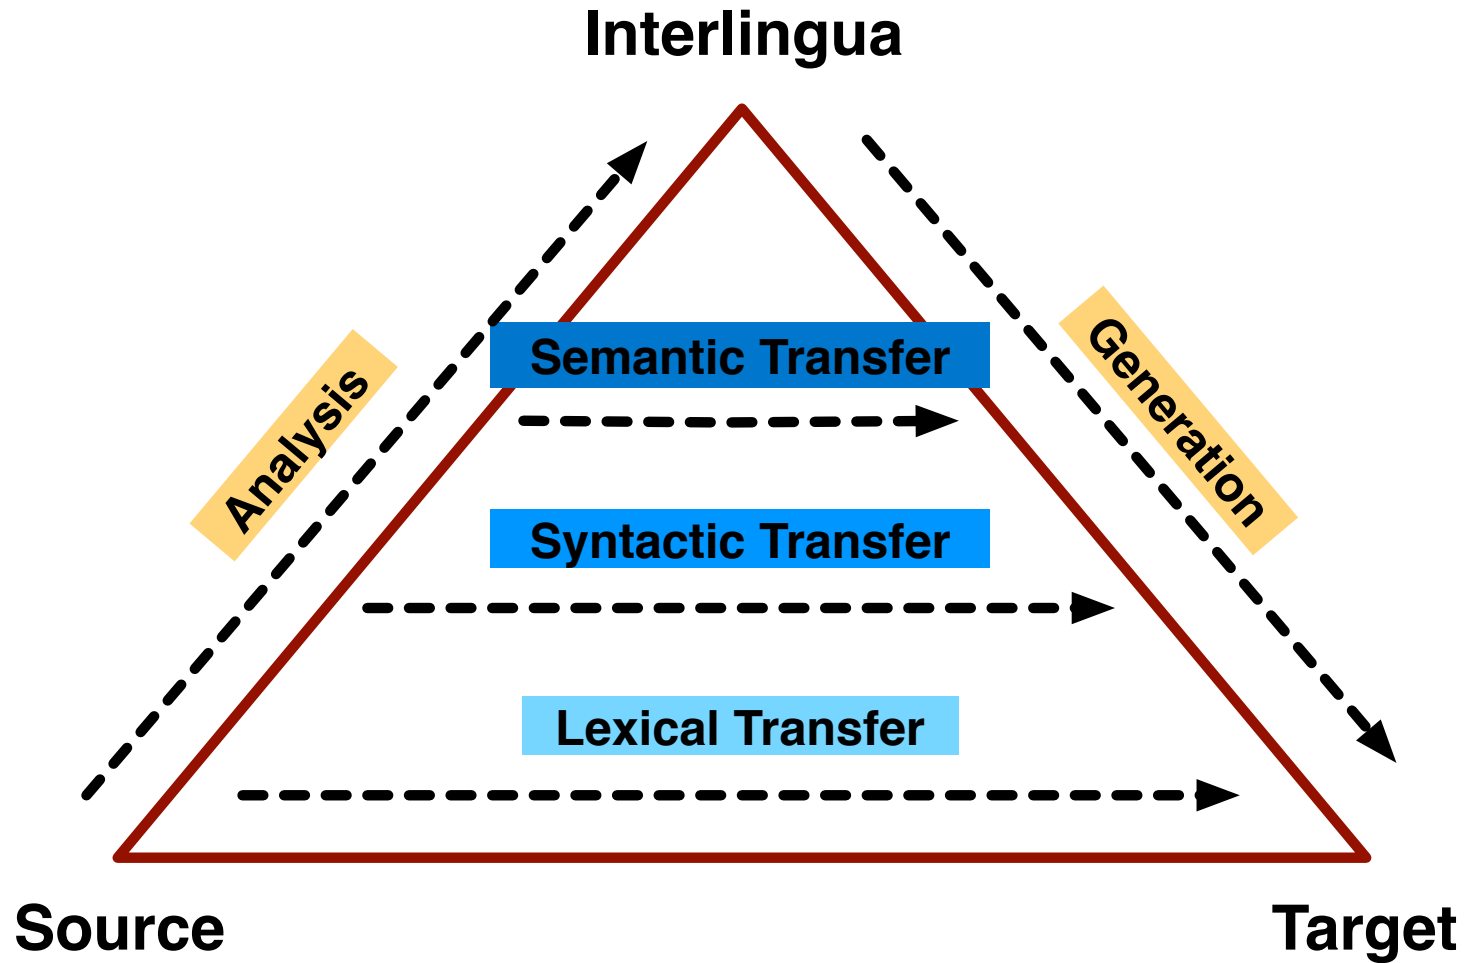 Interlingua
Semantic Transfer
Analysis
Generation
Syntactic Transfer
Lexical Transfer
Source
Target